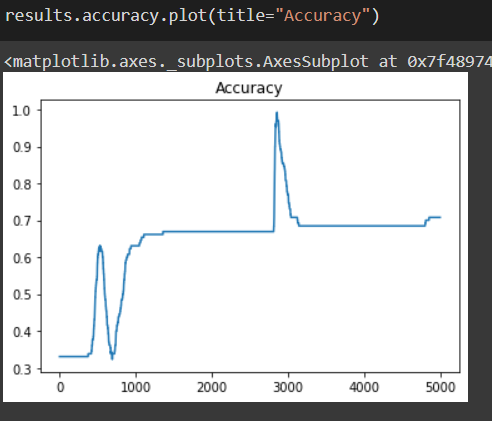 results.accuracy.plot(title="Accuracy")
<matplotlib.axes._subplots.AxesSubplot at 0x7f48974
Accuracy
1.0
0.9
0.8
0.7
0.6
0.5
0.4
0.3
0 1000 2000 3000 4000 5000